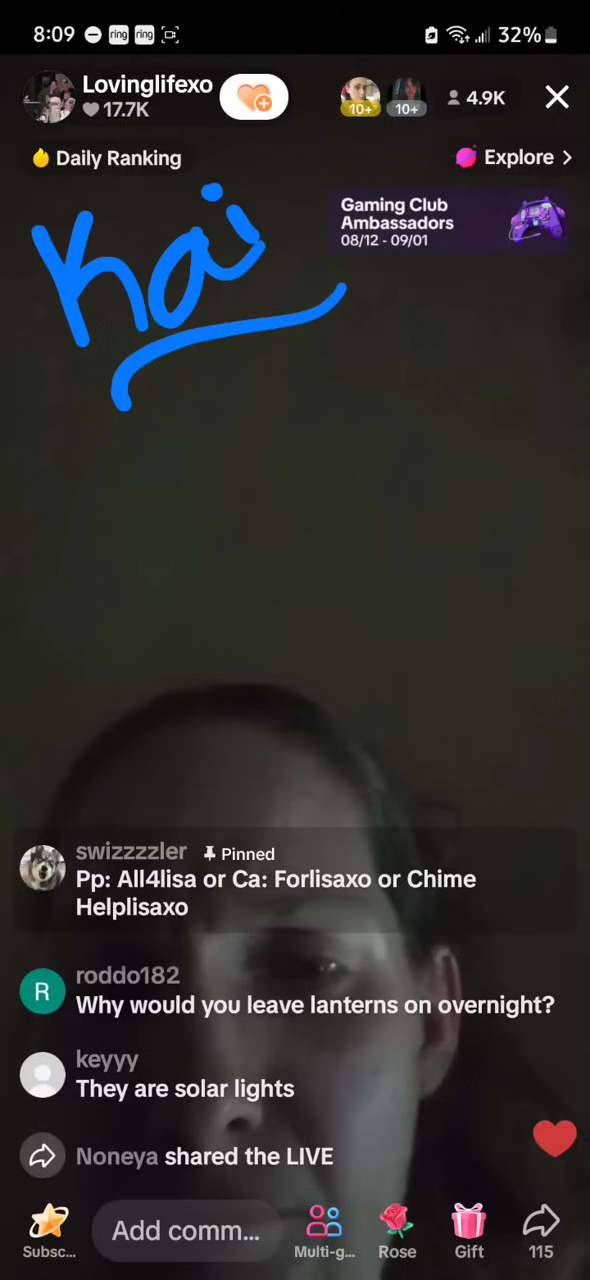 8:09 ring ring 32%
Lovinglifexo
17.7K
10+ 10+ 4.9K
Daily Ranking
Explore
Kai
Gaming Club
Ambassadors
08/12 - 09/01
swizzzzler Pinned
Pp: All4lisa or Ca: Forlisaxo or Chime
Helplisaxo
R
roddo182
Why would you leave lanterns on overnight?
keyyy
They are solar lights
Noneya shared the LIVE
Add comm...
Subsc... Multi-g... Rose Gift 115